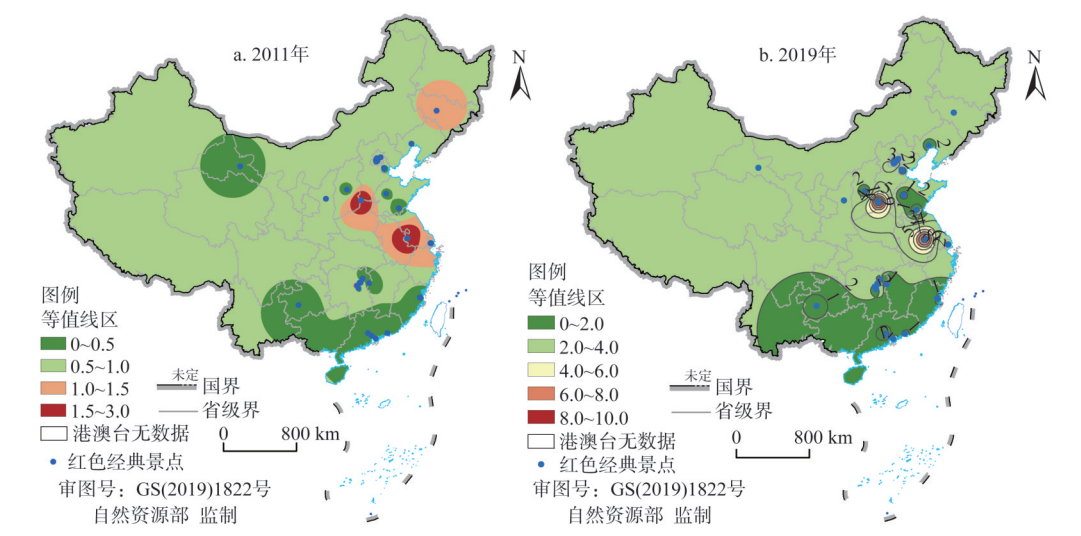 a. 2011年
N
图例
等值线区
0~0.5
0.5~1.0
1.0~1.5
1.5~3.0
未定
国界
省级界
港澳台无数据
0 800 km
红色经典景点
审图号：GS(2019)1822号
自然资源部 监制
b. 2019年
N
图例
等值线区
0~2.0
2.0~4.0
4.0~6.0
6.0~8.0
8.0~10.0
未定
国界
省级界
港澳台无数据
0 800 km
红色经典景点
审图号：GS(2019)1822号
自然资源部 监制